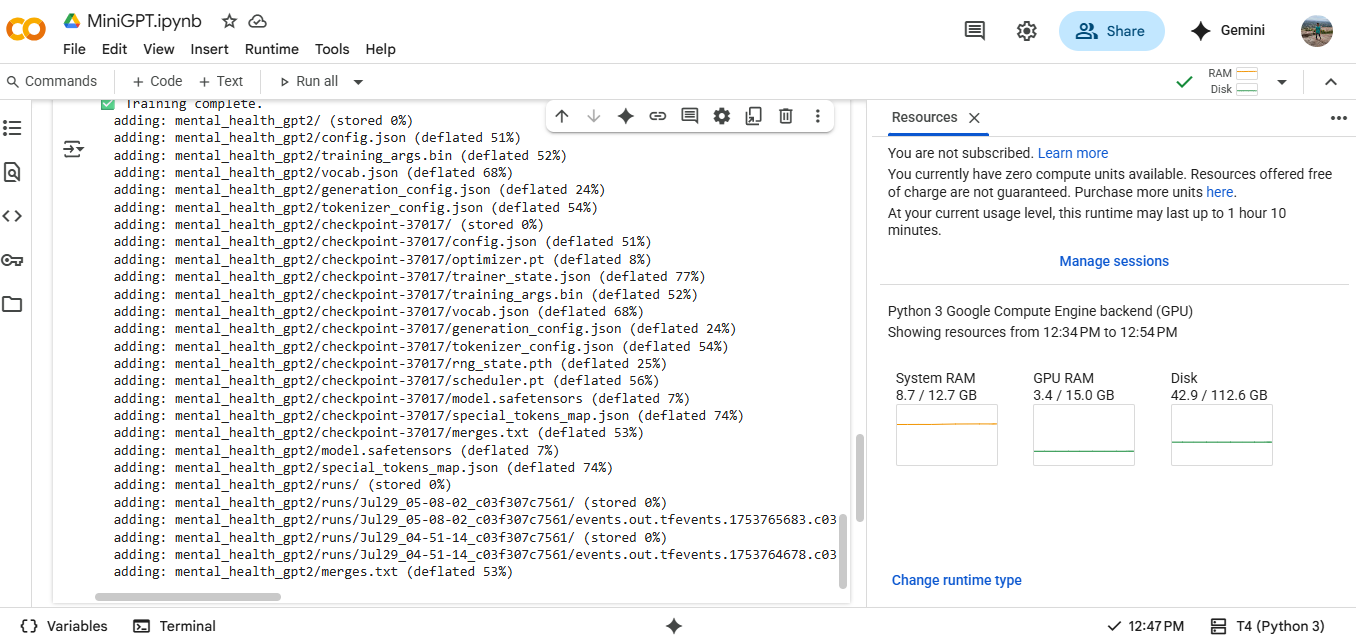 MiniGPT.ipynb
File Edit View Insert Runtime Tools Help
Share
Gemini
Commands
+ Code
+ Text
Run all
RAM
Disk
Training complete.
adding: mental_health_gpt2/ (stored 0%)
adding: mental_health_gpt2/config.json (deflated 51%)
adding: mental_health_gpt2/training_args.bin (deflated 52%)
adding: mental_health_gpt2/vocab.json (deflated 68%)
adding: mental_health_gpt2/generation_config.json (deflated 24%)
adding: mental_health_gpt2/tokenizer_config.json (deflated 54%)
adding: mental_health_gpt2/checkpoint-37017/ (stored 0%)
adding: mental_health_gpt2/checkpoint-37017/config.json (deflated 51%)
adding: mental_health_gpt2/checkpoint-37017/optimizer.pt (deflated 8%)
adding: mental_health_gpt2/checkpoint-37017/trainer_state.json (deflated 77%)
adding: mental_health_gpt2/checkpoint-37017/training_args.bin (deflated 52%)
adding: mental_health_gpt2/checkpoint-37017/vocab.json (deflated 68%)
adding: mental_health_gpt2/checkpoint-37017/generation_config.json (deflated 24%)
adding: mental_health_gpt2/checkpoint-37017/tokenizer_config.json (deflated 54%)
adding: mental_health_gpt2/checkpoint-37017/rng_state.pth (deflated 25%)
adding: mental_health_gpt2/checkpoint-37017/scheduler.pt (deflated 56%)
adding: mental_health_gpt2/checkpoint-37017/model.safetensors (deflated 7%)
adding: mental_health_gpt2/checkpoint-37017/special_tokens_map.json (deflated 74%)
adding: mental_health_gpt2/checkpoint-37017/merges.txt (deflated 53%)
adding: mental_health_gpt2/model.safetensors (deflated 7%)
adding: mental_health_gpt2/special_tokens_map.json (deflated 74%)
adding: mental_health_gpt2/runs/ (stored 0%)
adding: mental_health_gpt2/runs/Jul29_05-08-02_c03f307c7561/ (stored 0%)
adding: mental_health_gpt2/runs/Jul29_05-08-02_c03f307c7561/events.out.tfevents.1753765683.c03
adding: mental_health_gpt2/runs/Jul29_04-51-14_c03f307c7561/ (stored 0%)
adding: mental_health_gpt2/runs/Jul29_04-51-14_c03f307c7561/events.out.tfevents.1753764678.c03
adding: mental_health_gpt2/merges.txt (deflated 53%)
Resources
You are not subscribed. Learn more
You currently have zero compute units available. Resources offered free
of charge are not guaranteed. Purchase more units here.
At your current usage level, this runtime may last up to 1 hour 10
minutes.
Manage sessions
Python 3 Google Compute Engine backend (GPU)
Showing resources from 12:34 PM to 12:54 PM
System RAM
8.7 / 12.7 GB
GPU RAM
3.4 / 15.0 GB
Disk
42.9 / 112.6 GB
Change runtime type
Variables
Terminal
12:47 PM
T4 (Python 3)